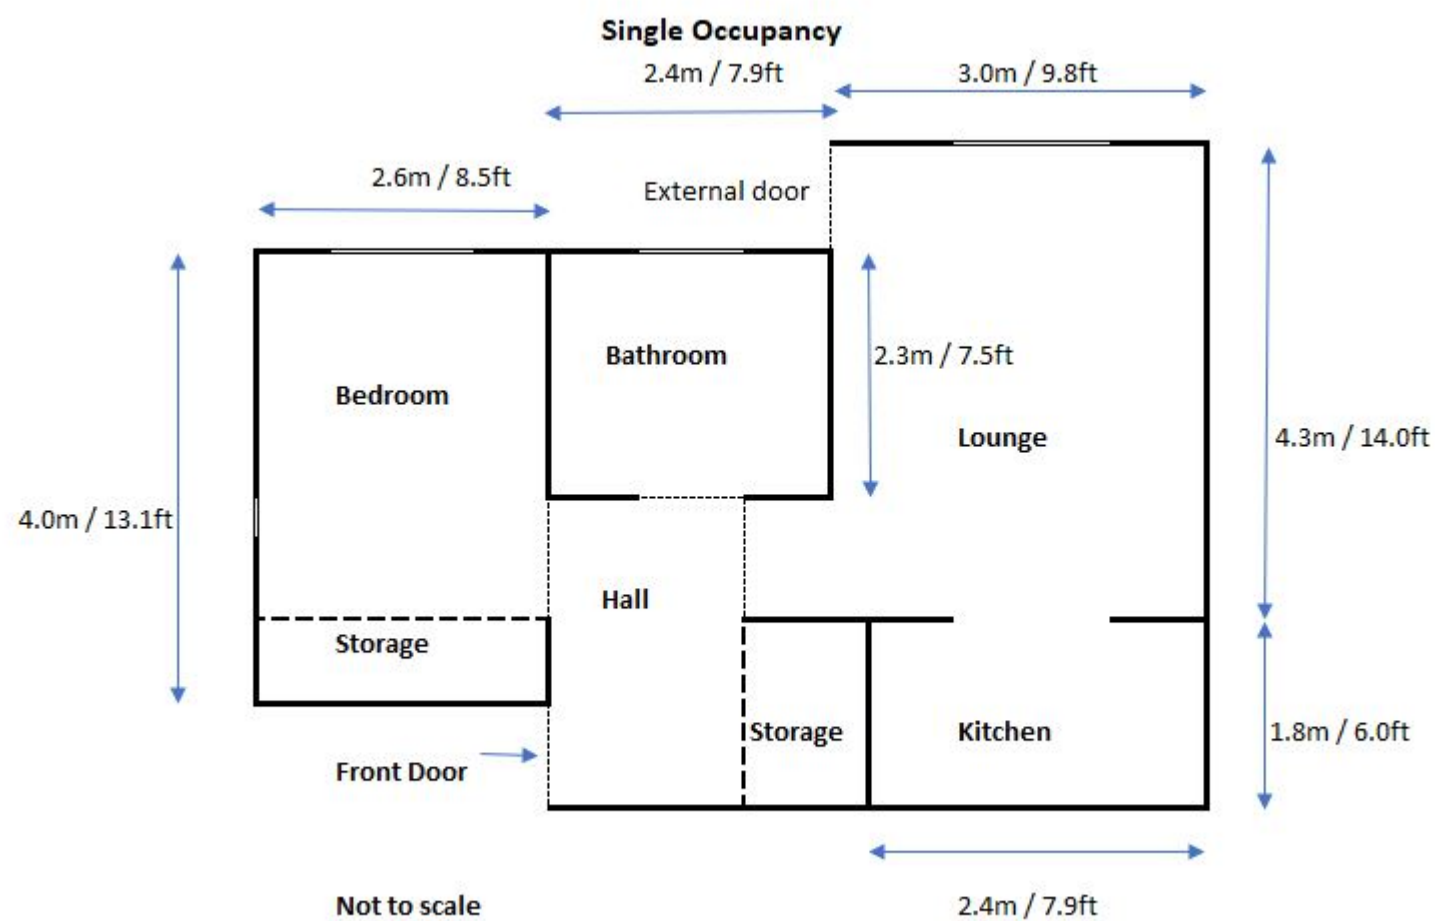 Single Occupancy
2.4m / 7.9ft
3.0m / 9.8ft
2.6m / 8.5ft
External door
Bathroom
2.3m / 7.5ft
Bedroom
Lounge
4.3m / 14.0ft
4.0m / 13.1ft
Hall
Storage
Storage
Kitchen
1.8m / 6.0ft
Front Door
Not to scale
2.4m / 7.9ft